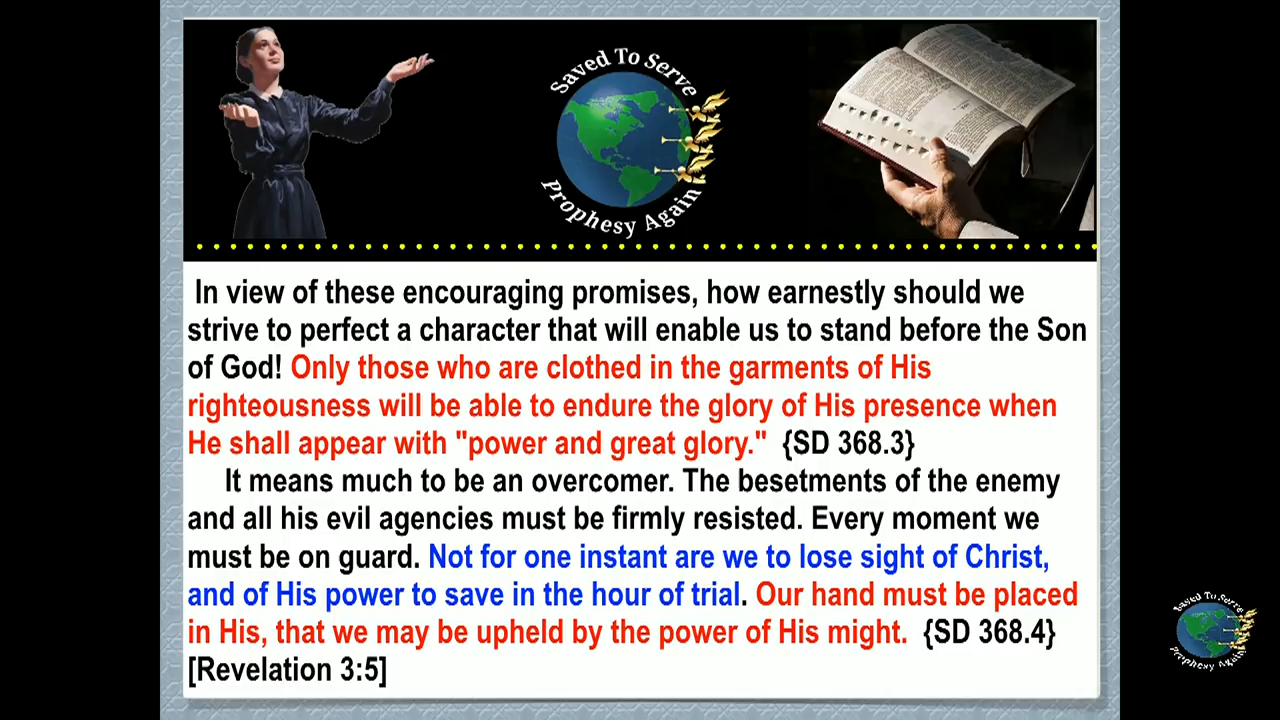 Saved To Serve
Prophesy Again
In view of these encouraging promises, how earnestly should we
strive to perfect a character that will enable us to stand before the Son
of God! Only those who are clothed in the garments of His
righteousness will be able to endure the glory of His presence when
He shall appear with "power and great glory." {SD 368.3}
It means much to be an overcomer. The besetments of the enemy
and all his evil agencies must be firmly resisted. Every moment we
must be on guard. Not for one instant are we to lose sight of Christ,
and of His power to save in the hour of trial. Our hand must be placed
in His, that we may be upheld by the power of His might. {SD 368.4}
[Revelation 3:5]
Saved To Serve
Prophesy Again